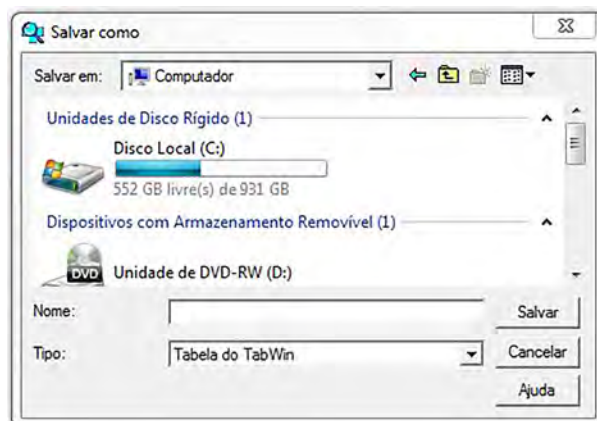 Salvar como
Salvar em: Computador
Unidades de Disco Rígido (1)
Disco Local (C:)
552 GB livre(s) de 931 GB
Dispositivos com Armazenamento Removível (1)
DVD Unidade de DVD-RW (D:)
Nome: Salvar
Tipo: Tabela do TabWin Cancelar
Ajuda